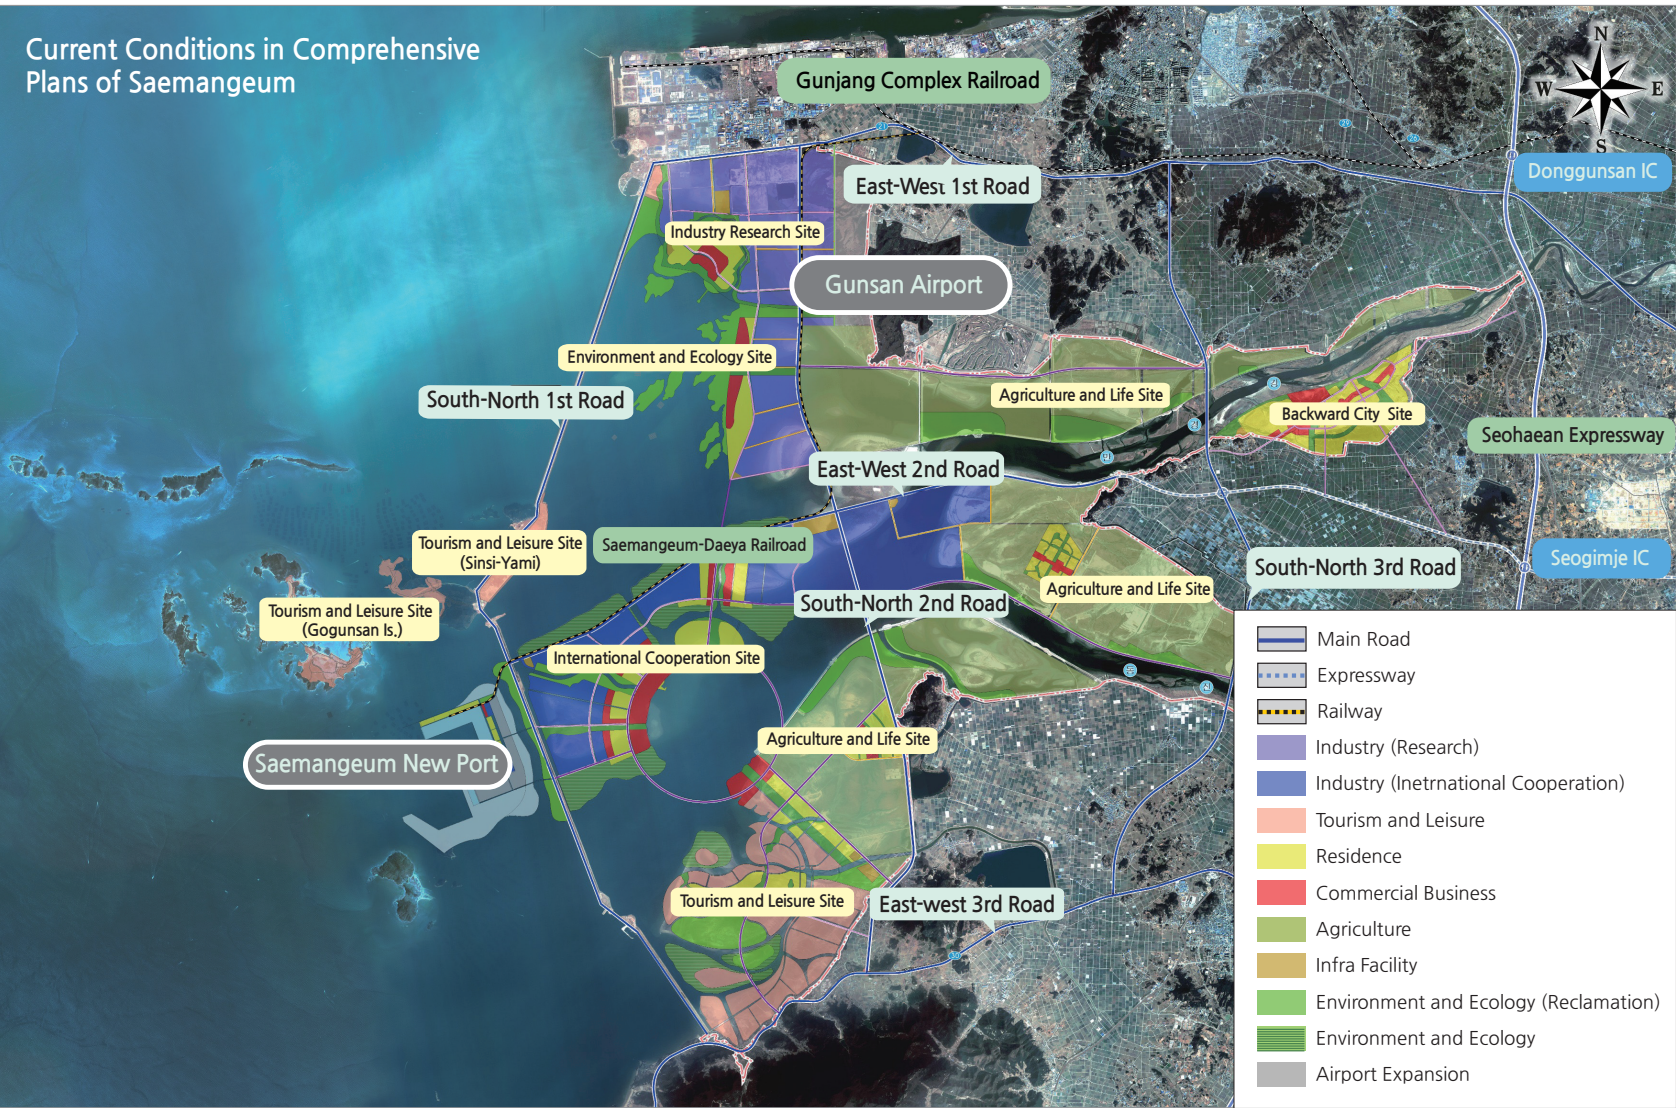 Current Conditions in Comprehensive
Plans of Saemangeum
N
W
E
S
Gunjang Complex Railroad
East-West 1st Road
Donggunsan IC
Industry Research Site
Gunsan Airport
Environment and Ecology Site
South-North 1st Road
Agriculture and Life Site
Backward City Site
Seohaean Expressway
East-West 2nd Road
Tourism and Leisure Site
(Sinsi-Yami)
Saemangeum-Daeya Railroad
Seogimje IC
South-North 3rd Road
Agriculture and Life Site
South-North 2nd Road
Tourism and Leisure Site
(Gogunsan Is.)
International Cooperation Site
Agriculture and Life Site
Saemangeum New Port
Tourism and Leisure Site
East-west 3rd Road
30
Main Road
Expressway
Railway
Industry (Research)
Industry (Inetrnational Cooperation)
Tourism and Leisure
Residence
Commercial Business
Agriculture
Infra Facility
Environment and Ecology (Reclamation)
Environment and Ecology
Airport Expansion